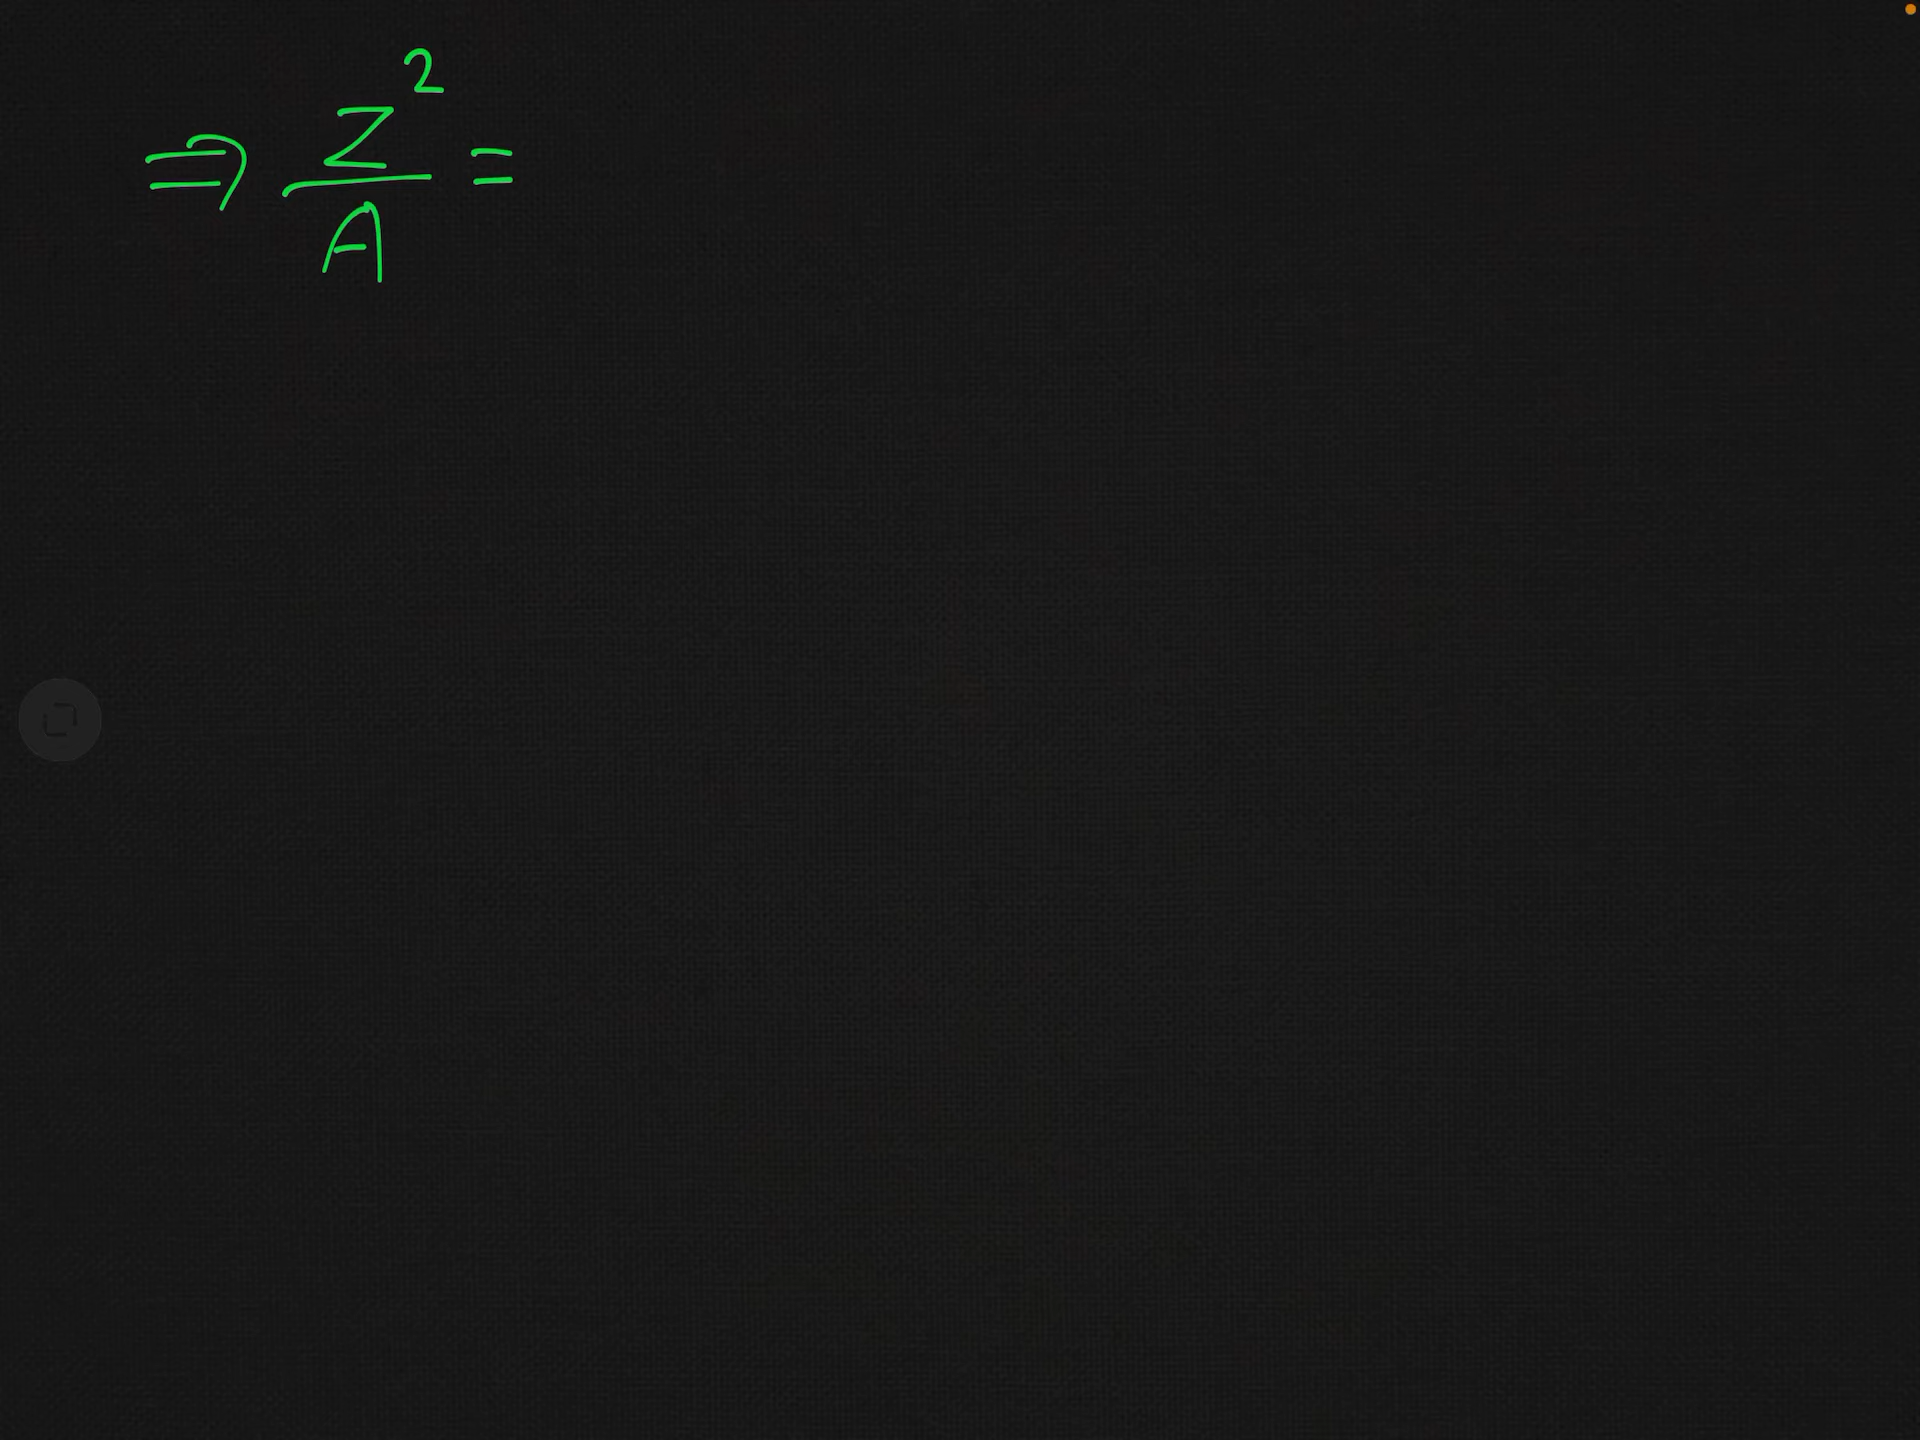 ⇒ Z²/A =